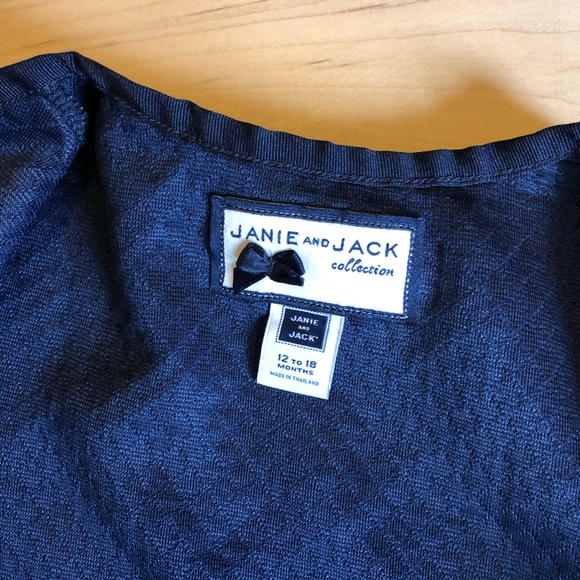 JANIE AND JACK
collection
JANIE
AND
JACK®
12 TO 18
MONTHS
MADE IN THAILAND